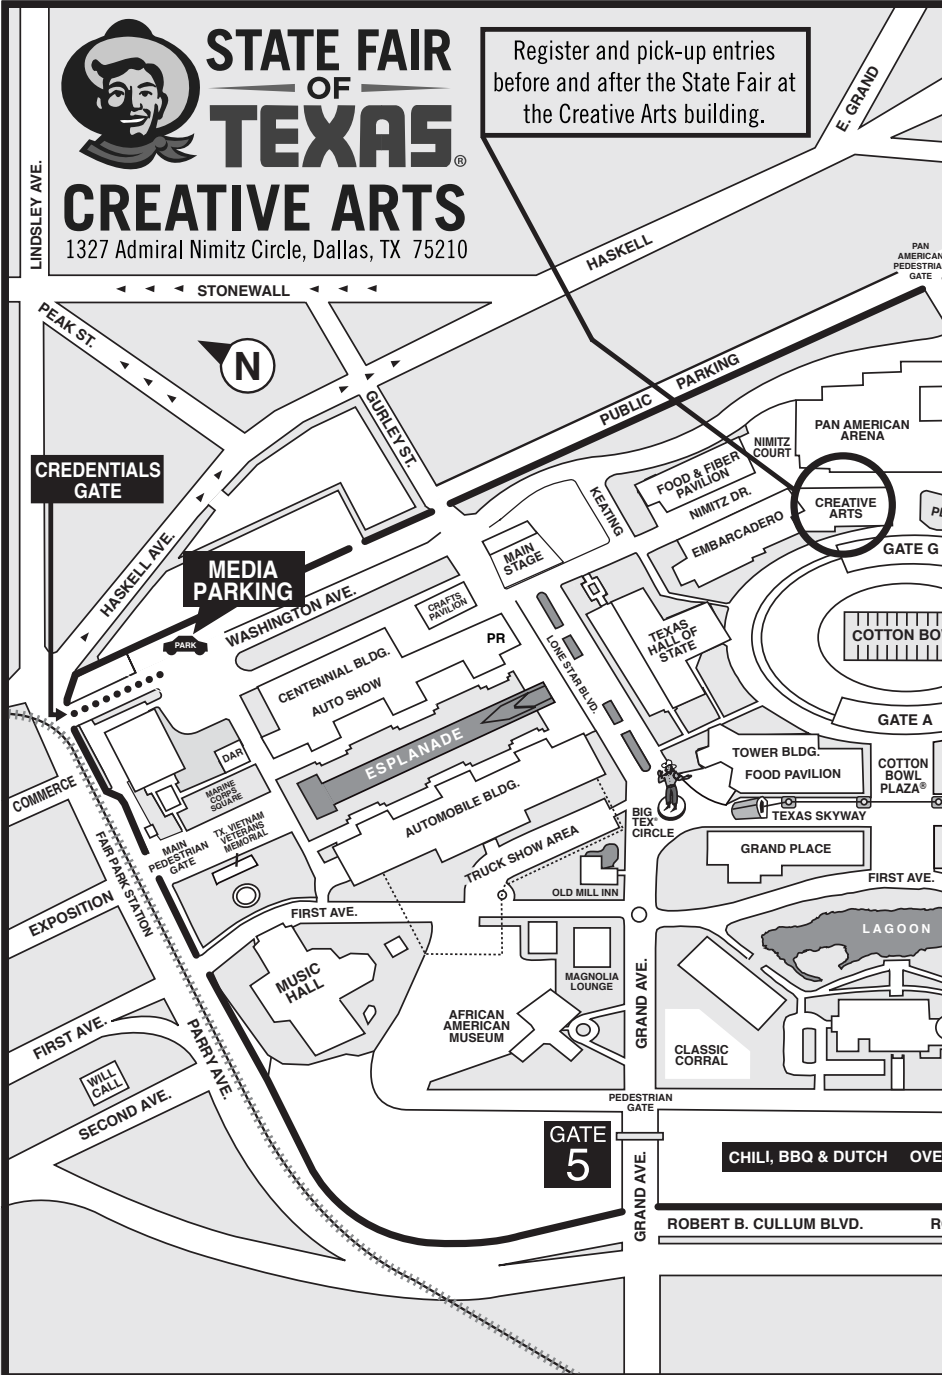 STATE FAIR
OF
TEXAS®
CREATIVE ARTS
1327 Admiral Nimitz Circle, Dallas, TX 75210
Register and pick-up entries
before and after the State Fair at
the Creative Arts building.
LINDSLEY AVE.
E. GRAND
HASKELL
PAN
AMERICAN
PEDESTRIA
GATE
STONEWALL
PEAK ST.
N
GURLEY ST.
PUBLIC PARKING
PAN AMERICAN
ARENA
NIMITZ
COURT
CREDENTIALS
GATE
FOOD & FIBER
PAVILION
NIMITZ DR.
KEATING
EMBARCADERO
CREATIVE
ARTS
GATE G
MAIN
STAGE
HASKELL AVE.
MEDIA
PARKING
PARK
WASHINGTON AVE.
CRAFTS
PAVILION
PR
CENTENNIAL BLDG.
AUTO SHOW
LONE STAR BLVD.
TEXAS
HALL OF
STATE
COTTON BO
GATE A
ESPLANADE
DAR
MARINE
CORPS
SQUARE
AUTOMOBILE BLDG.
TOWER BLDG.
FOOD PAVILION
COTTON
BOWL
PLAZA®
TEXAS SKYWAY
BIG
TEX®
CIRCLE
COMMERCE
TX. VIETNAM
VETERANS
MEMORIAL
MAIN
PEDESTRIAN
GATE
FAIR PARK STATION
TRUCK SHOW AREA
GRAND PLACE
OLD MILL INN
FIRST AVE.
EXPOSITION
FIRST AVE.
LAGOON
MUSIC
HALL
MAGNOLIA
LOUNGE
GRAND AVE.
AFRICAN
AMERICAN
MUSEUM
CLASSIC
CORRAL
FIRST AVE.
PARRY AVE.
WILL
CALL
SECOND AVE.
PEDESTRIAN
GATE
GATE
5
GRAND AVE.
CHILI, BBQ & DUTCH OVE
ROBERT B. CULLUM BLVD.